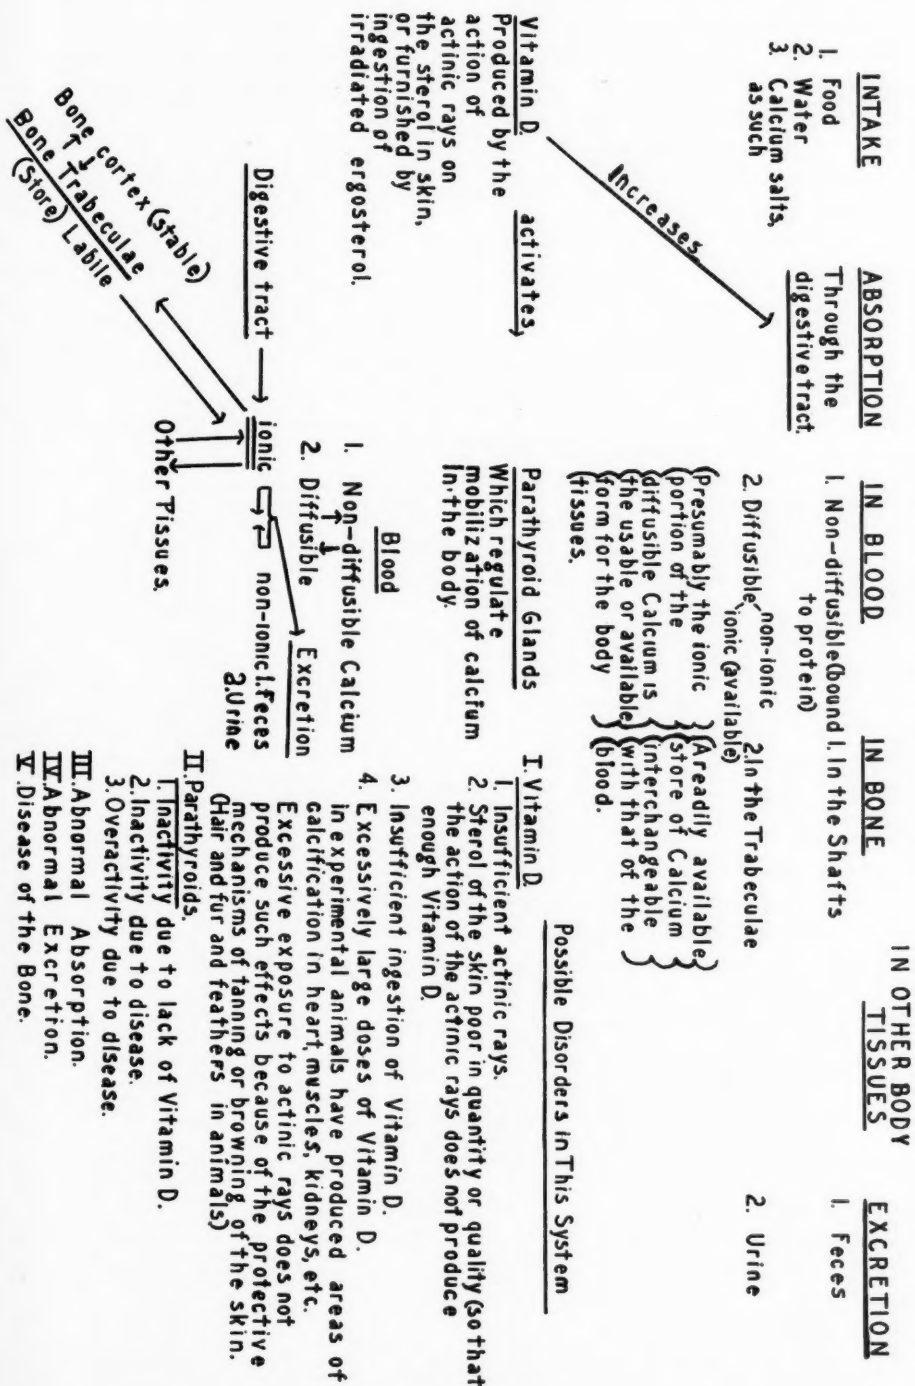 INTAKE
1. Food
2. Water
3. Calcium salts,
as such
ABSORPTION
Through the
digestive tract.
IN BLOOD
1. Non-diffusible (bound
to protein)
2. Diffusible
non-ionic
ionic (available)
(Presumably the ionic
portion of the
diffusible Calcium is
the usable or available
form for the body
tissues.
IN BONE
1. In the Shafts
2. In the Trabeculae
(A readily available)
store of Calcium
interchangeable
with that of the
blood.
IN OTHER BODY
TISSUES
EXCRETION
1. Feces
2. Urine
Increases
Vitamin D.
Produced by the
action of
actinic rays on
the sterol in skin,
or furnished by
ingestion of
irradiated ergosterol.
activates
Parathyroid Glands
Which regulate
mobilization of calcium
In the body.
Blood
1. Non-diffusible Calcium
2. Diffusible
Digestive tract
ionic
non-ionic
Excretion
1. Feces
2. Urine
Bone cortex (stable)
Bone Trabeculae
(Store) Labile
Other Tissues.
Possible Disorders in This System
I. Vitamin D.
1. Insufficient actinic rays.
2. Sterol of the skin poor in quantity or quality (so that
the action of the actinic rays does not produce
enough Vitamin D.
3. Insufficient ingestion of Vitamin D.
4. Excessively large doses of Vitamin D.
in experimental animals have produced areas of
calcification in heart, muscles, kidneys, etc.
Excessive exposure to actinic rays does not
produce such effects because of the protective
mechanisms of tanning or browning of the skin.
(Hair and fur and feathers in animals)
II. Parathyroids.
1. Inactivity due to lack of Vitamin D.
2. Inactivity due to disease.
3. Overactivity due to disease.
III. Abnormal Absorption.
IV. Abnormal Excretion.
V. Disease of the Bone.